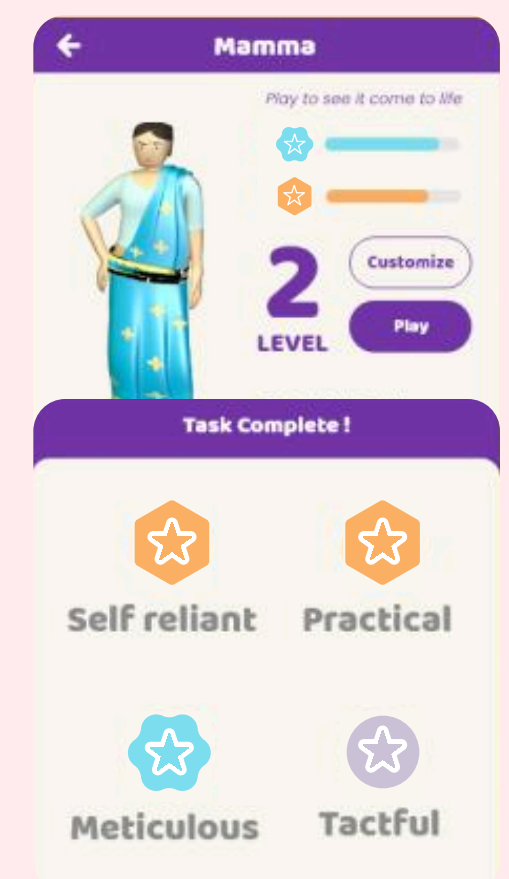 Mamma
Play to see it come to life
2
LEVEL
Customize
Play
Task Complete !
Self reliant
Practical
Meticulous
Tactful